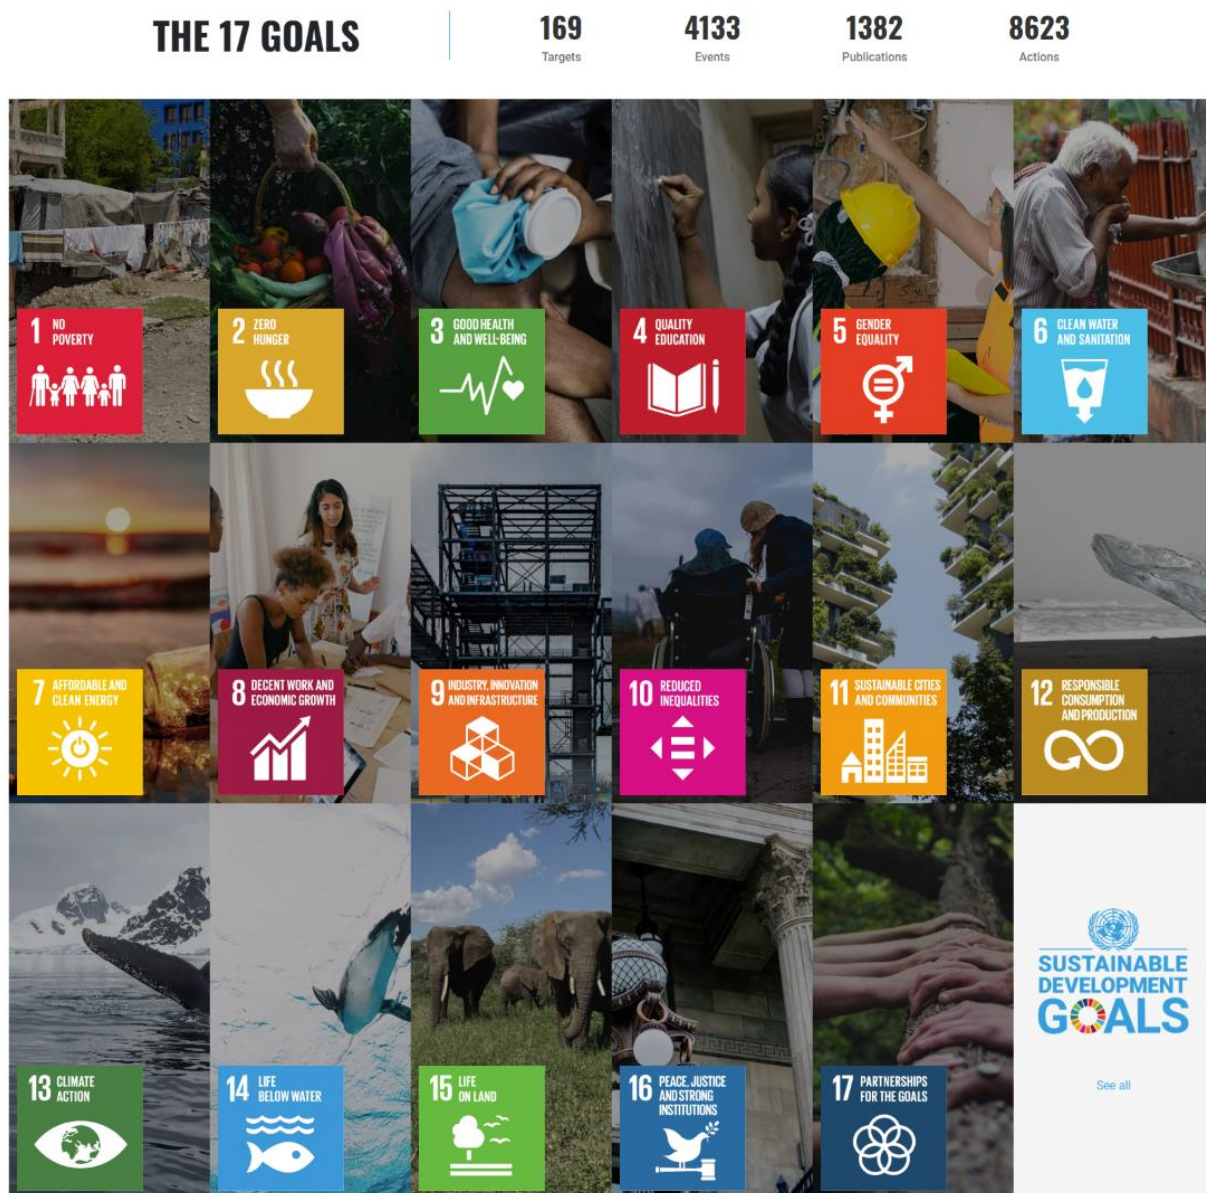 THE 17 GOALS
169
Targets
4133
Events
1382
Publications
8623
Actions
1 NO
POVERTY
2 ZERO
HUNGER
3 GOOD HEALTH
AND WELL-BEING
4 QUALITY
EDUCATION
5 GENDER
EQUALITY
6 CLEAN WATER
AND SANITATION
7 AFFORDABLE AND
CLEAN ENERGY
8 DECENT WORK AND
ECONOMIC GROWTH
9 INDUSTRY, INNOVATION
AND INFRASTRUCTURE
10 REDUCED
INEQUALITIES
11 SUSTAINABLE CITIES
AND COMMUNITIES
12 RESPONSIBLE
CONSUMPTION
AND PRODUCTION
13 CLIMATE
ACTION
14 LIFE
BELOW WATER
15 LIFE
ON LAND
16 PEACE, JUSTICE
AND STRONG
INSTITUTIONS
17 PARTNERSHIPS
FOR THE GOALS
SUSTAINABLE
DEVELOPMENT
GOALS
See all